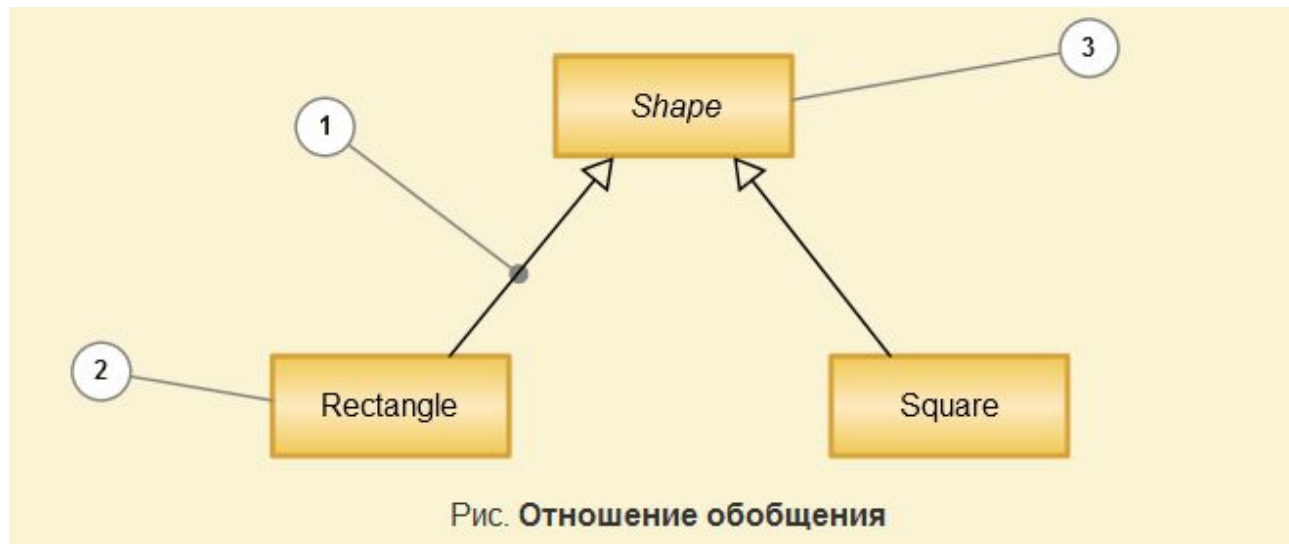 3
Shape
1
2
Rectangle
Square
Рис. Отношение обобщения